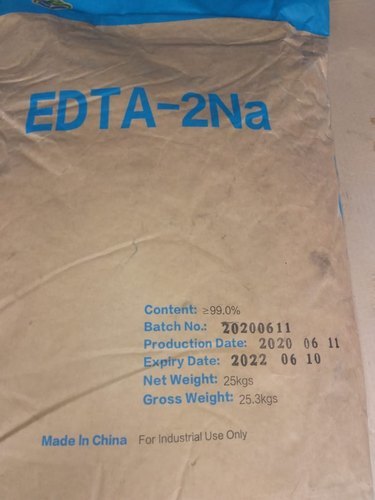 EDTA-2Na
Content: ≥99.0%
Batch No.: 20200611
Production Date: 2020 06 11
Expiry Date: 2022 06 10
Net Weight: 25kgs
Gross Weight: 25.3kgs
Made In China For Industrial Use Only